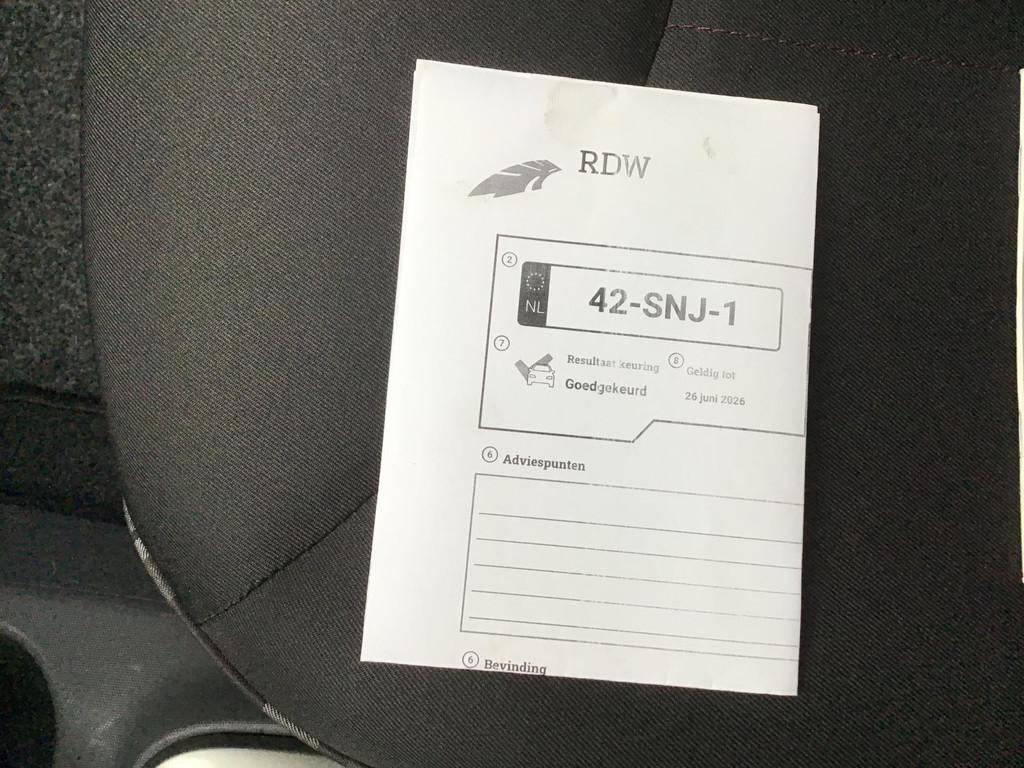 RDW
2
NL
42-SNJ-1
7
Resultaat keuring
8
Geldig tot
Goedgekeurd
26 juni 2026
6 Adviespunten
6 Bevinding